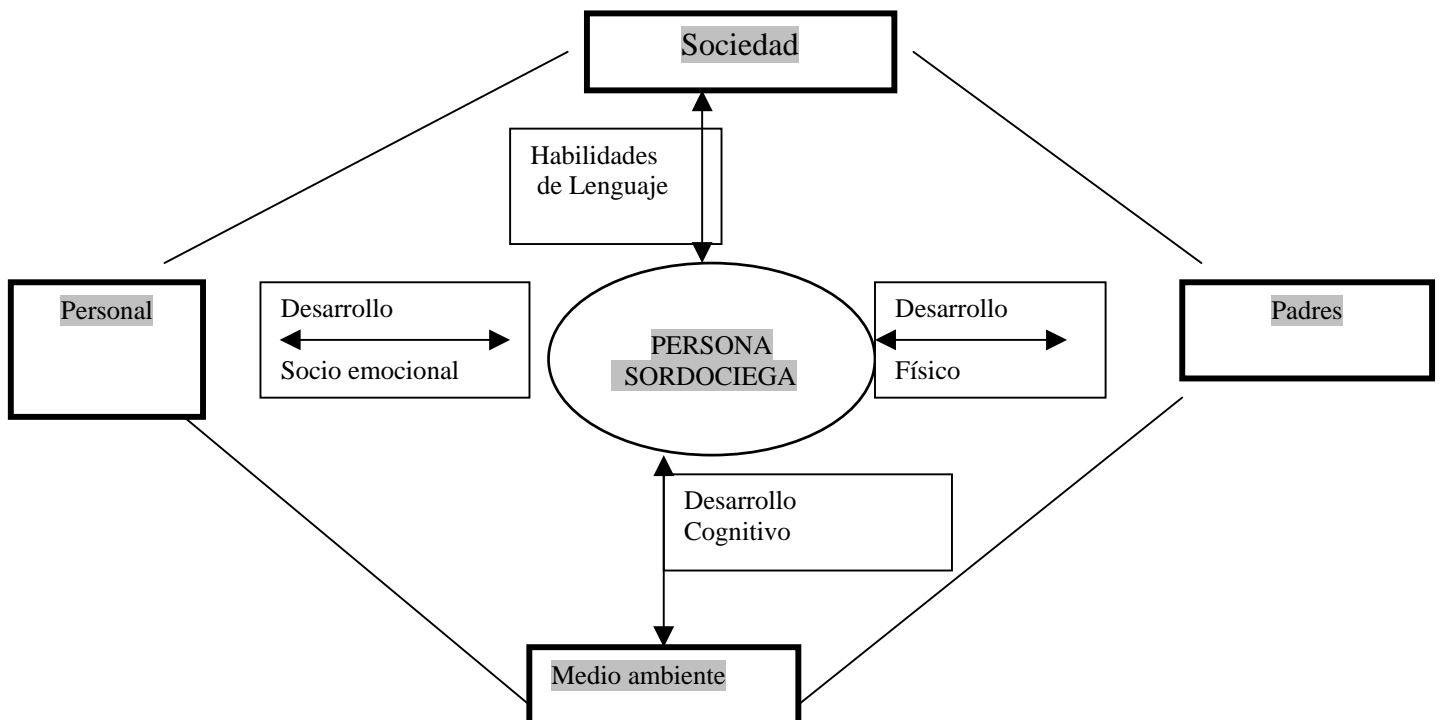 Sociedad
Habilidades
de Lenguaje
Personal
Desarrollo
Socio emocional
PERSONA
SORDOCIEGA
Desarrollo
Físico
Padres
Desarrollo
Cognitivo
Medio ambiente